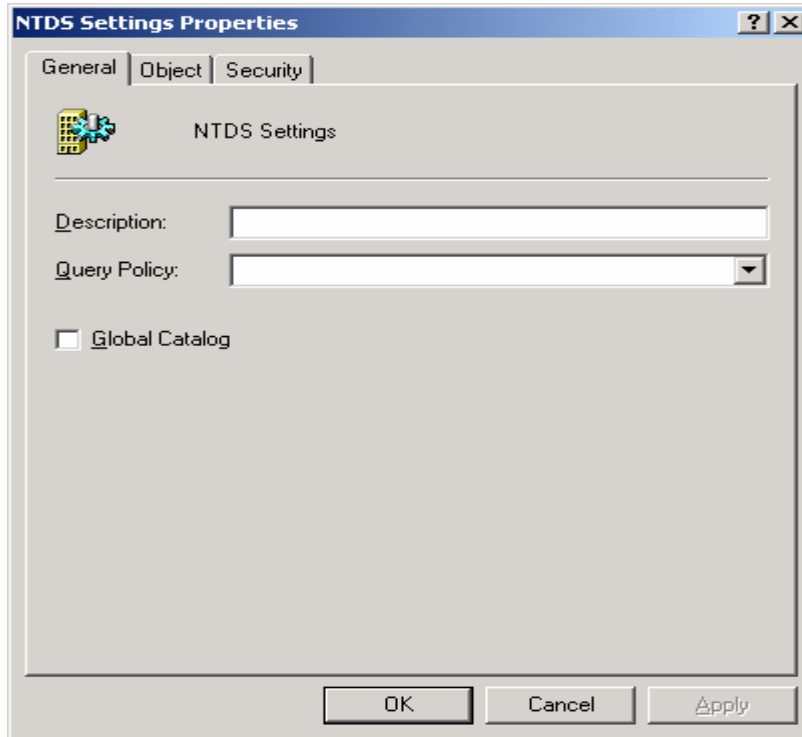 NTDS Settings Properties
General Object Security
NTDS Settings
Description:
Query Policy:
Global Catalog
OK Cancel Apply